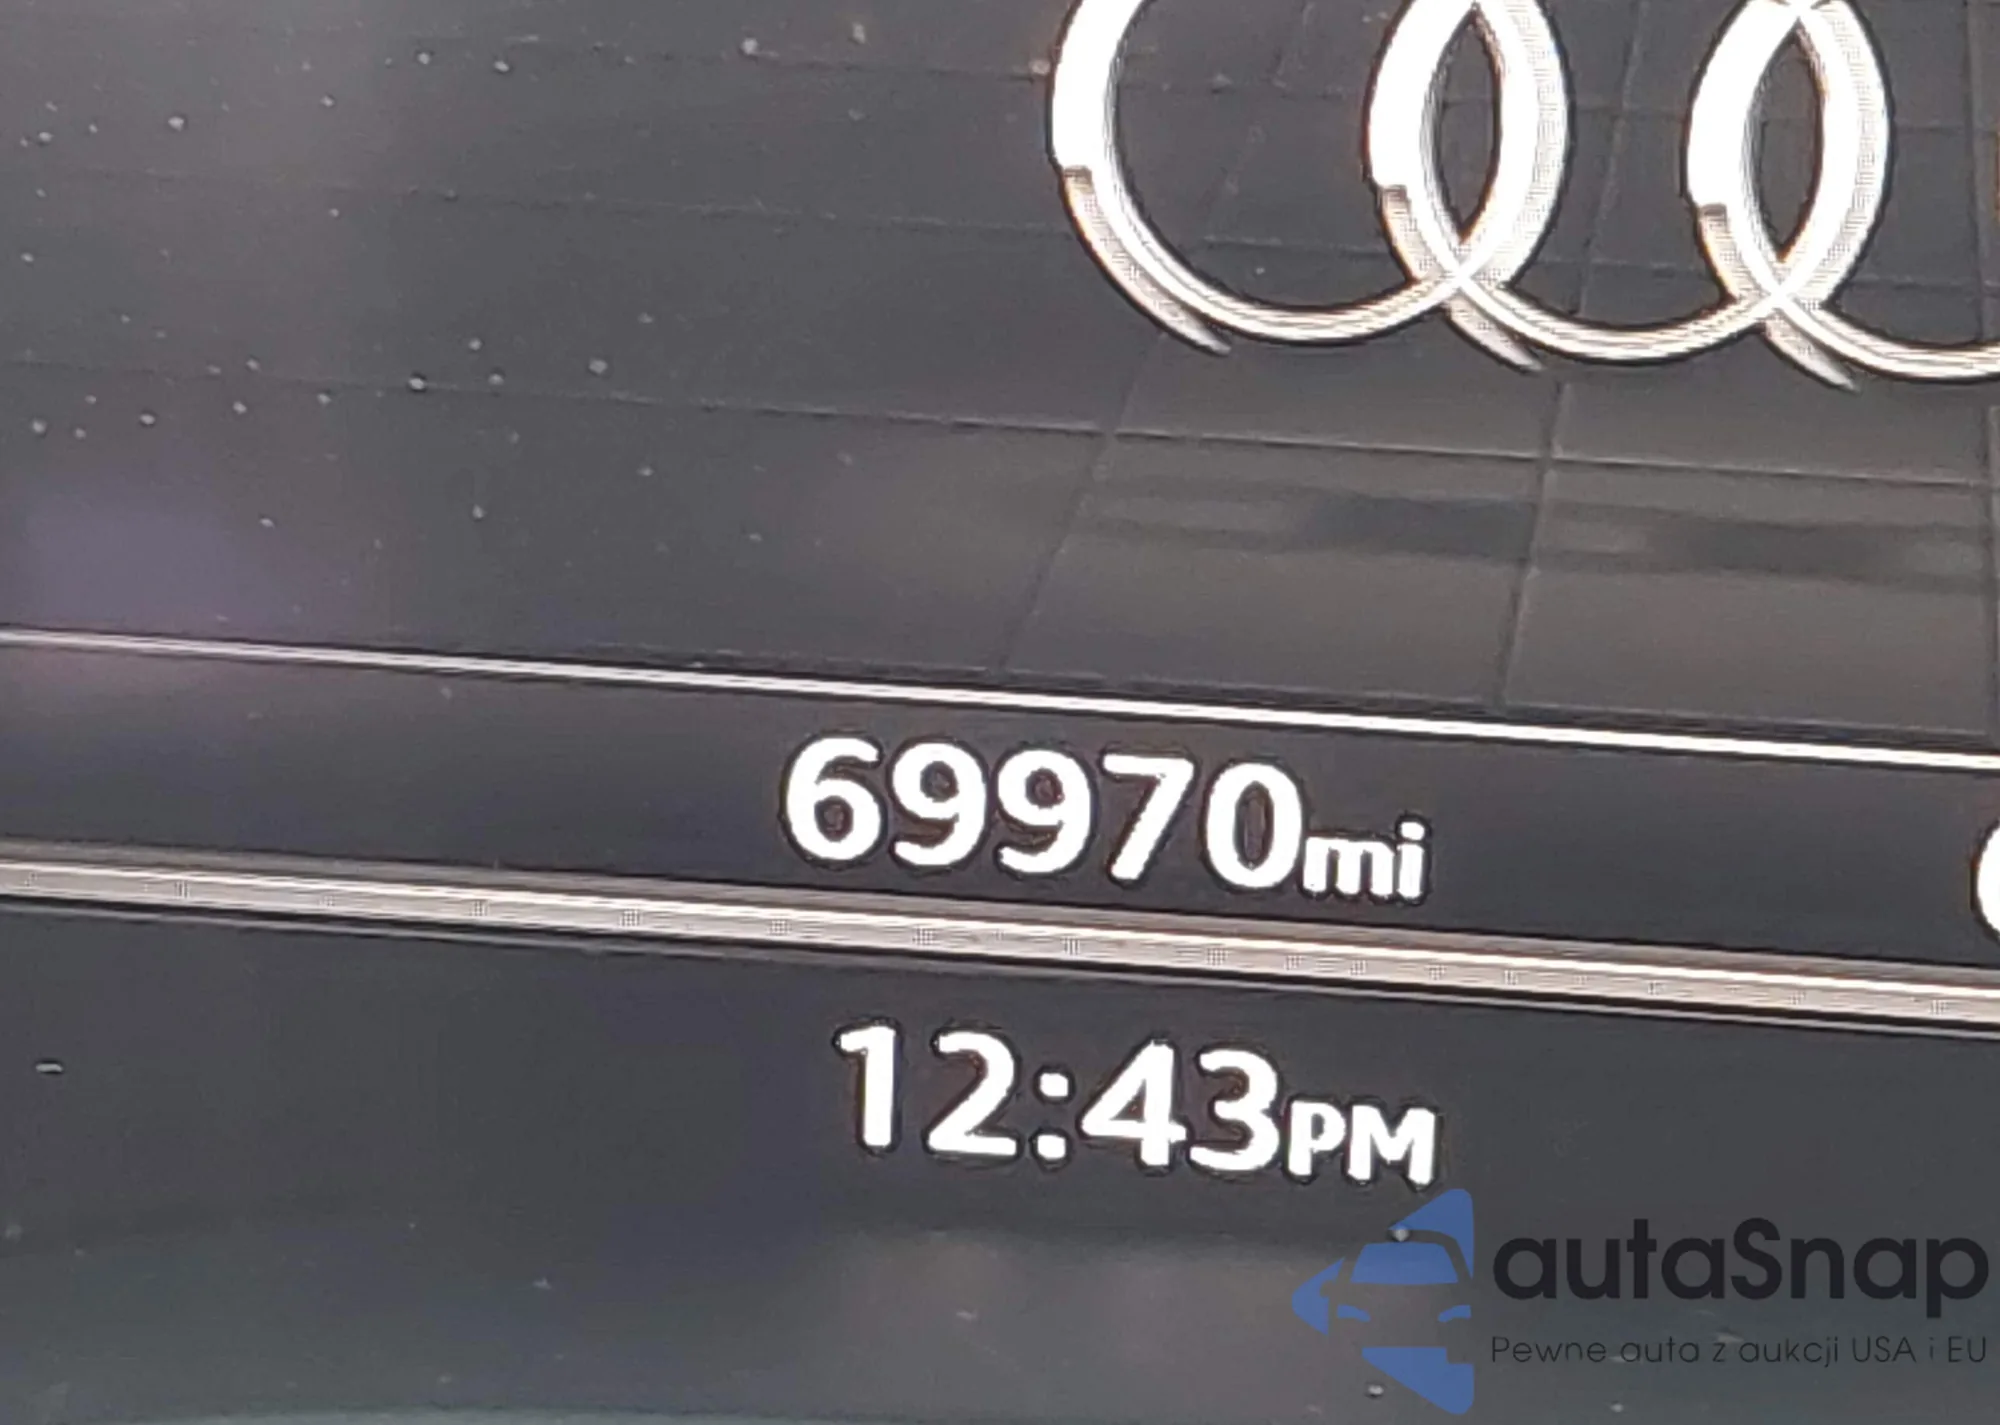 69970mi
12:43PM
autaSnap
Pewne auta z aukcji USA i EU